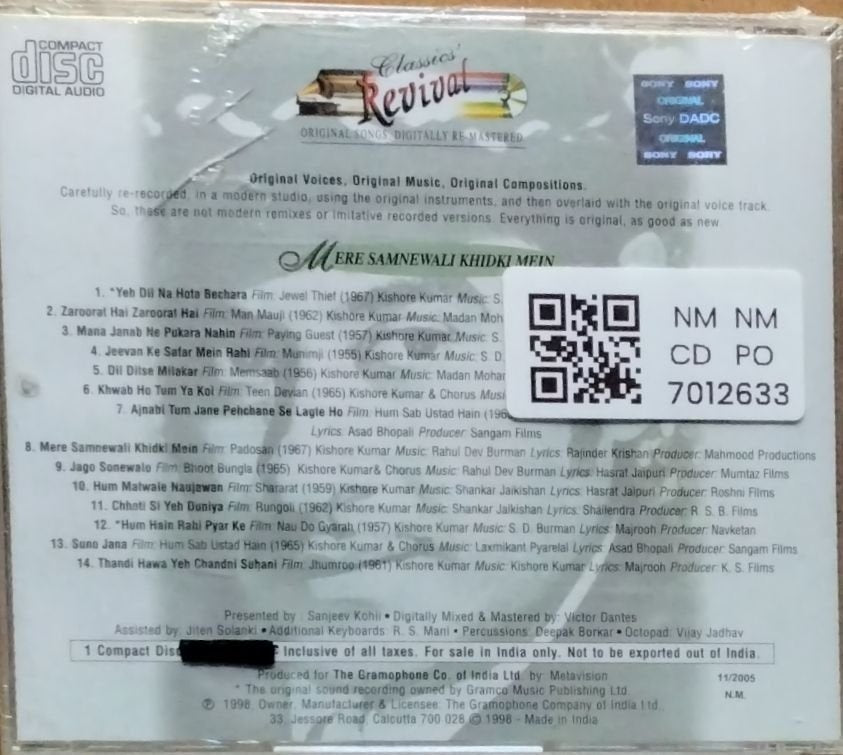 COMPACT
disc
DIGITAL AUDIO
Classics'
Revival
ORIGINAL SONGS, DIGITALLY RE-MASTERED
SONY SONY
ORIGINAL
Sony DADC
ORIGINAL
SONY SONY
Original Voices, Original Music, Original Compositions.
Carefully re-recorded, in a modern studio, using the original instruments, and then overlaid with the original voice track.
So, these are not modern remixes or imitative recorded versions. Everything is original, as good as new.
MERE SAMNEWALI KHIDKI MEIN
1. *Yeh Dil Na Hota Bechara Film: Jewel Thief (1967) Kishore Kumar Music: S.
2. Zaroorat Hai Zaroorat Hai Film: Man Mauji (1962) Kishore Kumar Music: Madan Moh
3. Mana Janab Ne Pukara Nahin Film: Paying Guest (1957) Kishore Kumar Music: S.
4. Jeevan Ke Safar Mein Rahi Film: Munimji (1955) Kishore Kumar Music: S. D.
5. Dil Dilse Milakar Film: Memsaab (1956) Kishore Kumar Music: Madan Mohan
6. Khwab Ho Tum Ya Koi Film: Teen Devian (1965) Kishore Kumar & Chorus Musi
7. Ajnabi Tum Jane Pehchane Se Lagte Ho Film: Hum Sab Ustad Hain (196
Lyrics: Asad Bhopali Producer: Sangam Films
8. Mere Samnewali Khidki Mein Film: Padosan (1967) Kishore Kumar Music: Rahul Dev Burman Lyrics: Rajinder Krishan Producer: Mahmood Productions
9. Jago Sonewalo Film: Bhoot Bungla (1965) Kishore Kumar& Chorus Music: Rahul Dev Burman Lyrics: Hasrat Jaipuri Producer: Mumtaz Films
10. Hum Matwale Naujawan Film: Shararat (1959) Kishore Kumar Music: Shankar Jaikishan Lyrics: Hasrat Jaipuri Producer: Roshni Films
11. Chhoti Si Yeh Duniya Film: Rungoli (1962) Kishore Kumar Music: Shankar Jaikishan Lyrics: Shailendra Producer: R. S. B. Films
12. *Hum Hain Rahi Pyar Ke Film: Nau Do Gyarah (1957) Kishore Kumar Music: S. D. Burman Lyrics: Majrooh Producer: Navketan
13. Suno Jana Film: Hum Sab Ustad Hain (1965) Kishore Kumar & Chorus Music: Laxmikant Pyarelal Lyrics: Asad Bhopali Producer: Sangam Films
14. Thandi Hawa Yeh Chandni Suhani Film: Jhumroo (1961) Kishore Kumar Music: Kishore Kumar Lyrics: Majrooh Producer: K. S. Films
NM NM
CD PO
7012633
Presented by : Sanjeev Kohli • Digitally Mixed & Mastered by: Victor Dantes
Assisted by: Jiten Solanki • Additional Keyboards: R. S. Mani • Percussions: Deepak Borkar • Octopad: Vijay Jadhav
1 Compact Disc Inclusive of all taxes. For sale in India only. Not to be exported out of India.
Produced for The Gramophone Co. of India Ltd. by: Metavision
* The original sound recording owned by Gramco Music Publishing Ltd.
℗ 1998. Owner, Manufacturer & Licensee: The Gramophone Company of India Ltd.,
33, Jessore Road, Calcutta 700 028 © 1998 - Made in India
11/2005
N.M.